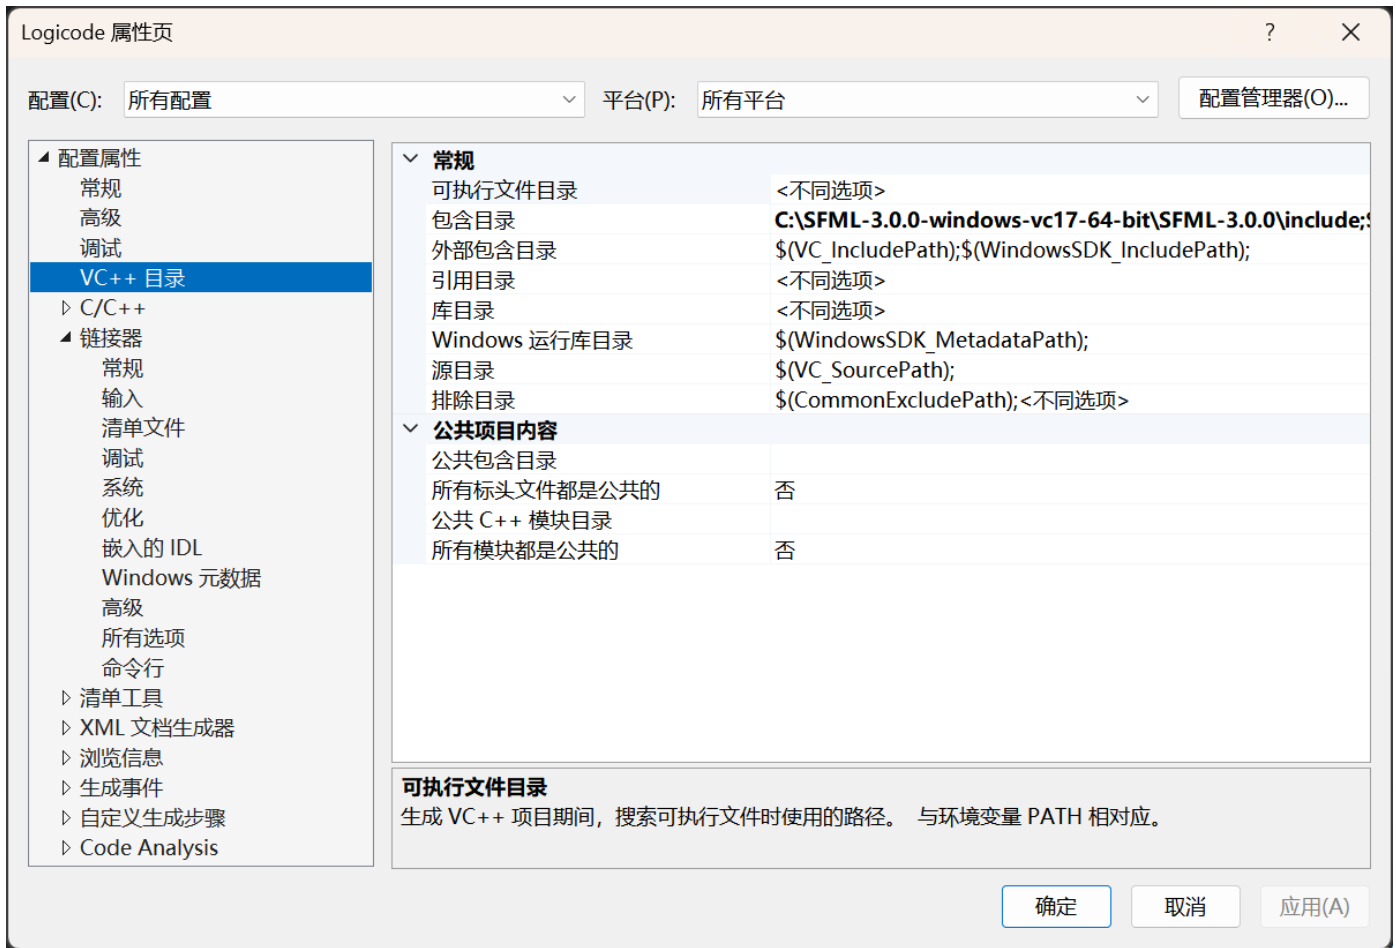 Logicode 属性页
?
配置(C):
所有配置
平台(P):
所有平台
配置管理器(O)...
配置属性
常规
高级
调试
VC++ 目录
C/C++
链接器
常规
输入
清单文件
调试
系统
优化
嵌入的 IDL
Windows 元数据
高级
所有选项
命令行
清单工具
XML 文档生成器
浏览信息
生成事件
自定义生成步骤
Code Analysis
常规
可执行文件目录 <不同选项>
包含目录 C:\SFML-3.0.0-windows-vc17-64-bit\SFML-3.0.0\include;
外部包含目录 $(VC_IncludePath);$(WindowsSDK_IncludePath);
引用目录 <不同选项>
库目录 <不同选项>
Windows 运行库目录 $(WindowsSDK_MetadataPath);
源目录 $(VC_SourcePath);
排除目录 $(CommonExcludePath);<不同选项>
公共项目内容
公共包含目录
所有标头文件都是公共的 否
公共 C++ 模块目录
所有模块都是公共的 否
可执行文件目录
生成 VC++ 项目期间，搜索可执行文件时使用的路径。 与环境变量 PATH 相对应。
确定
取消
应用(A)